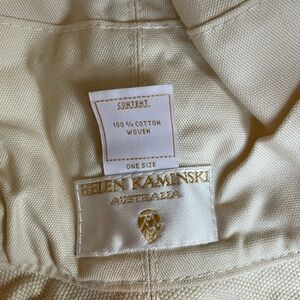 CONTENT
100% COTTON
WOVEN
ONE SIZE
HELEN KAMINSKI
AUSTRALIA